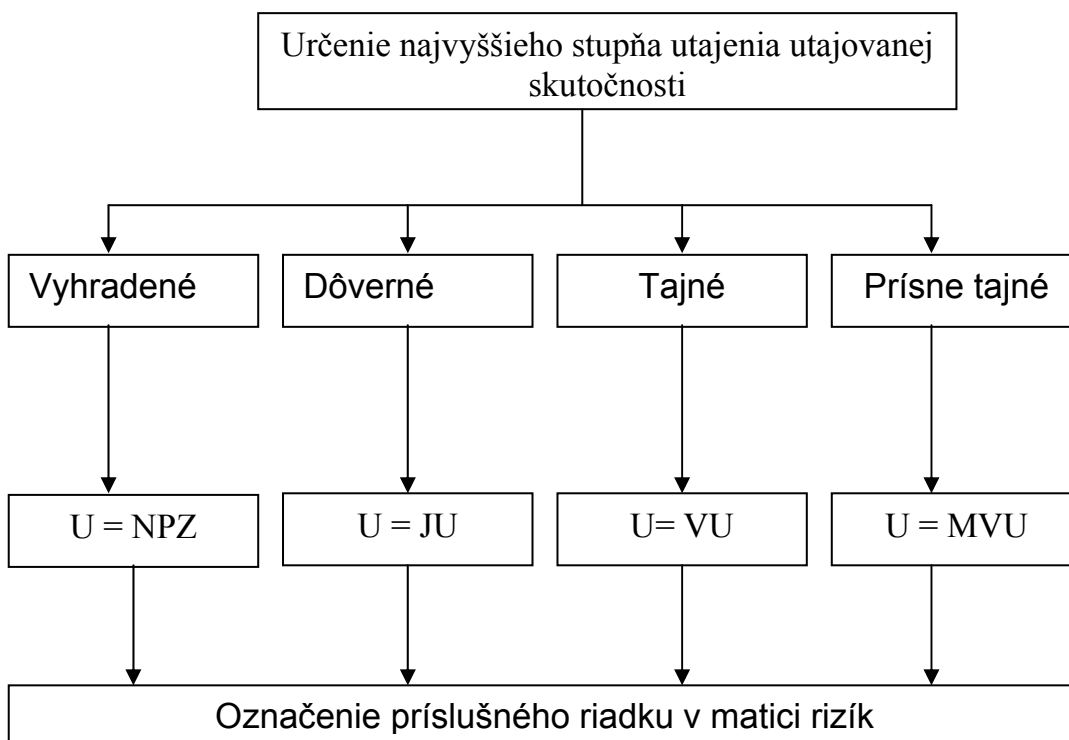 Určenie najvyššieho stupňa utajenia utajovanej
skutočnosti
Vyhradené
Dôverné
Tajné
Prísne tajné
U = NPZ
U = JU
U= VU
U = MVU
Označenie príslušného riadku v matici rizík